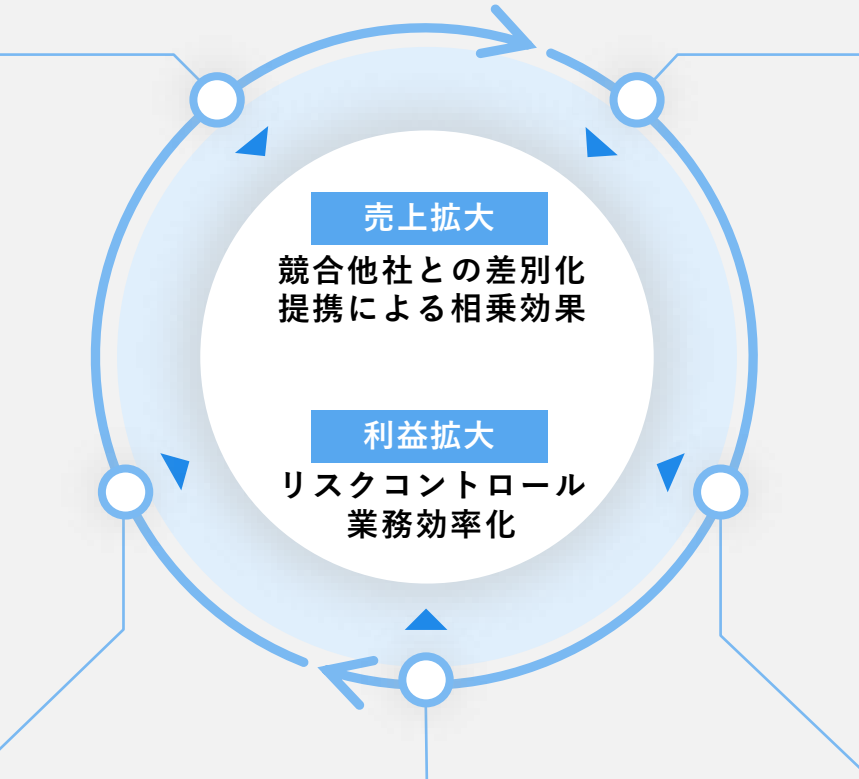 売上拡大
競合他社との差別化
提携による相乗効果
利益拡大
リスクコントロール
業務効率化